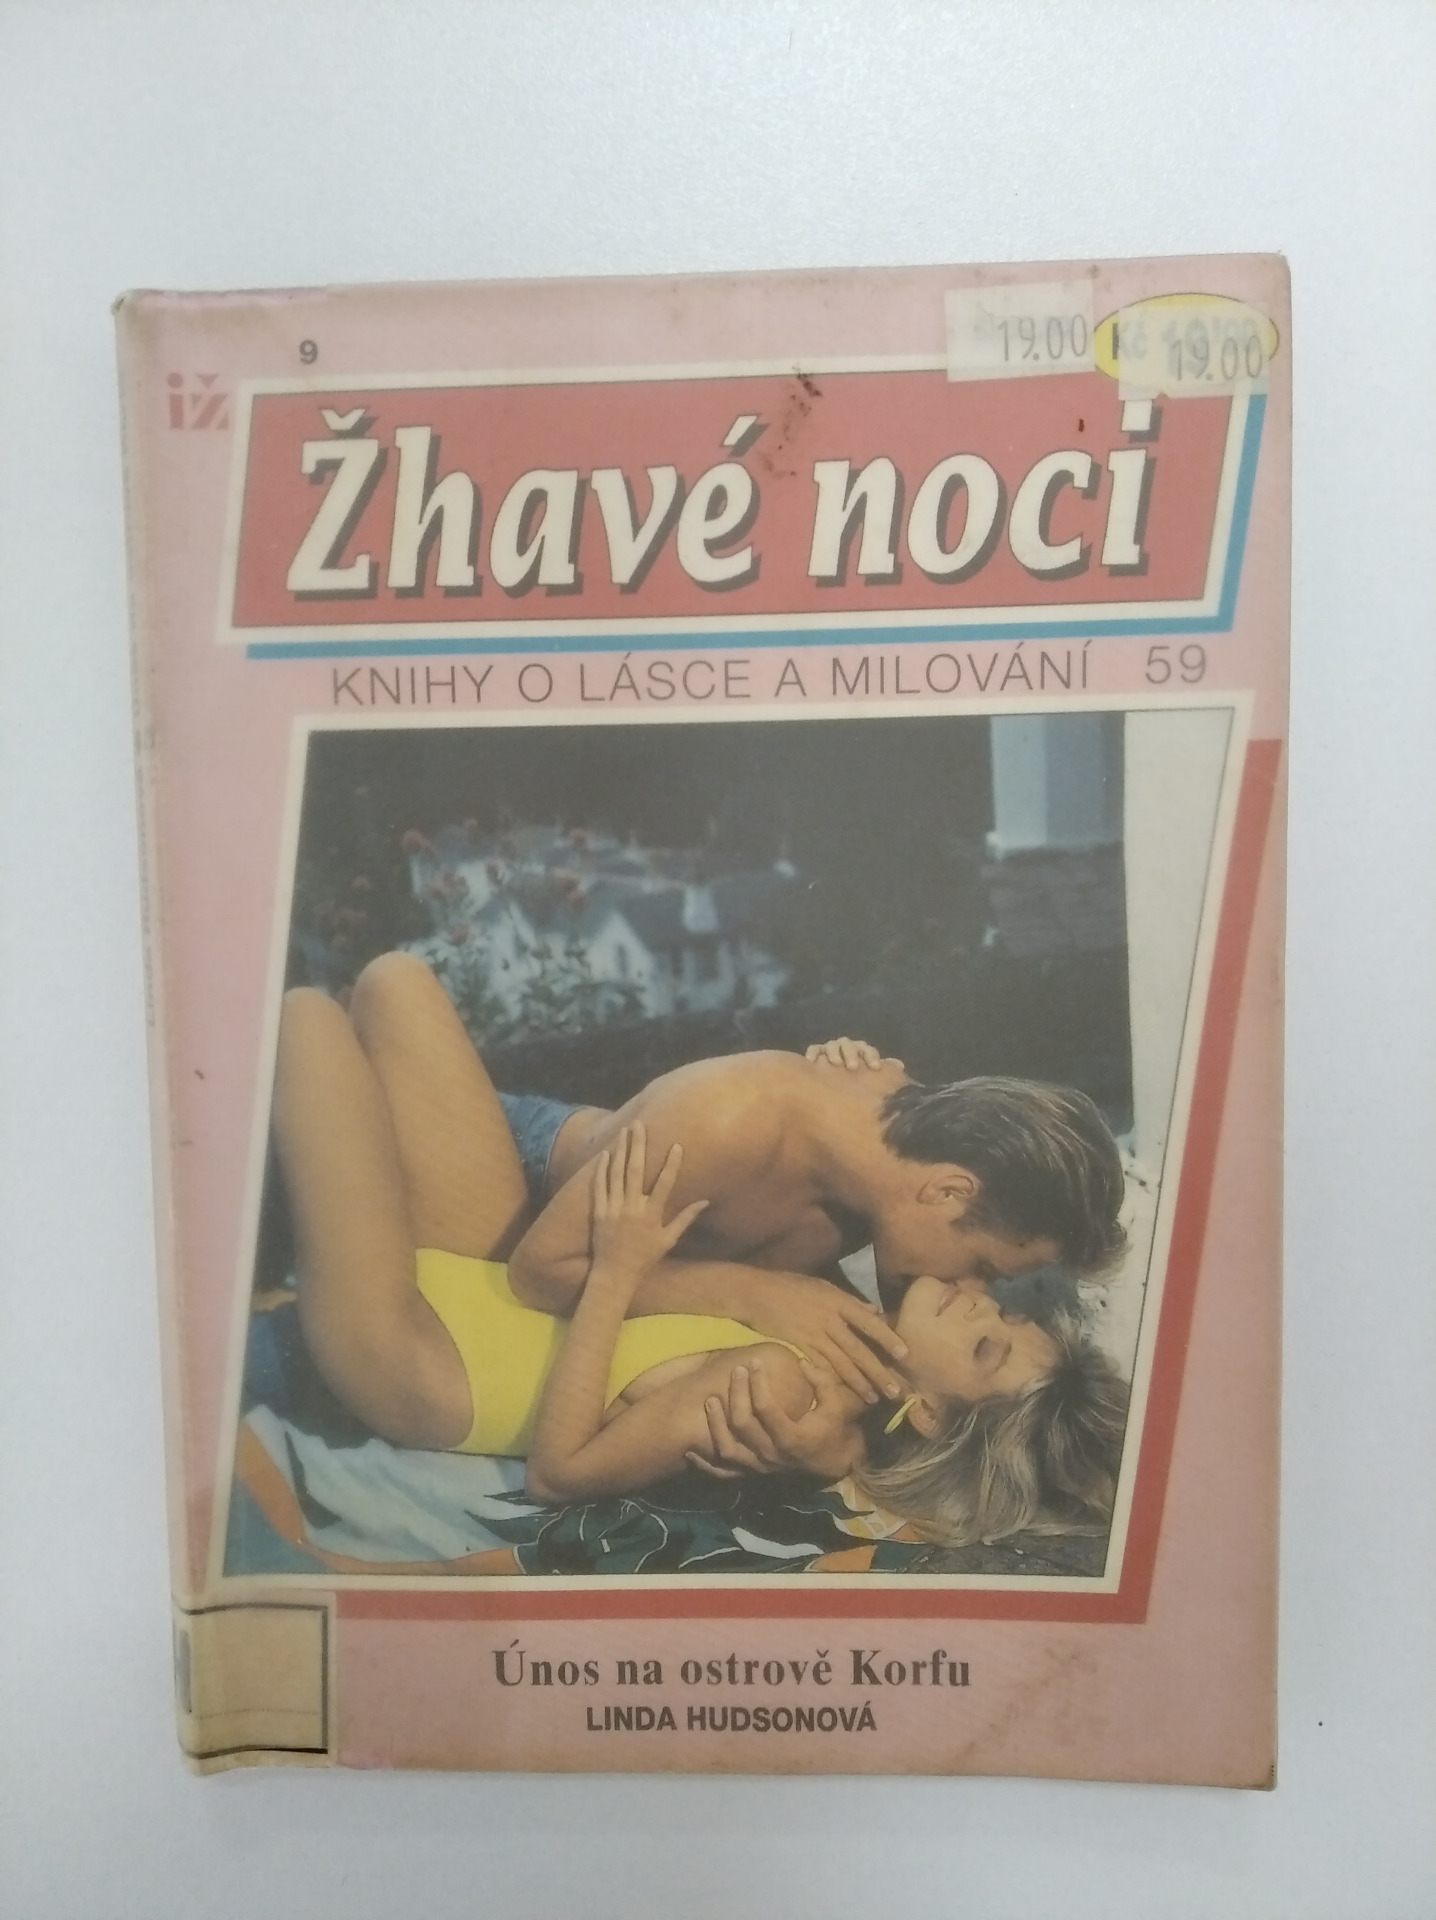 9
19.00
Kč
19.00
iž
Žhavé noci
KNIHY O LÁSCE A MILOVÁNÍ 59
Únos na ostrově Korfu
LINDA HUDSONOVÁ